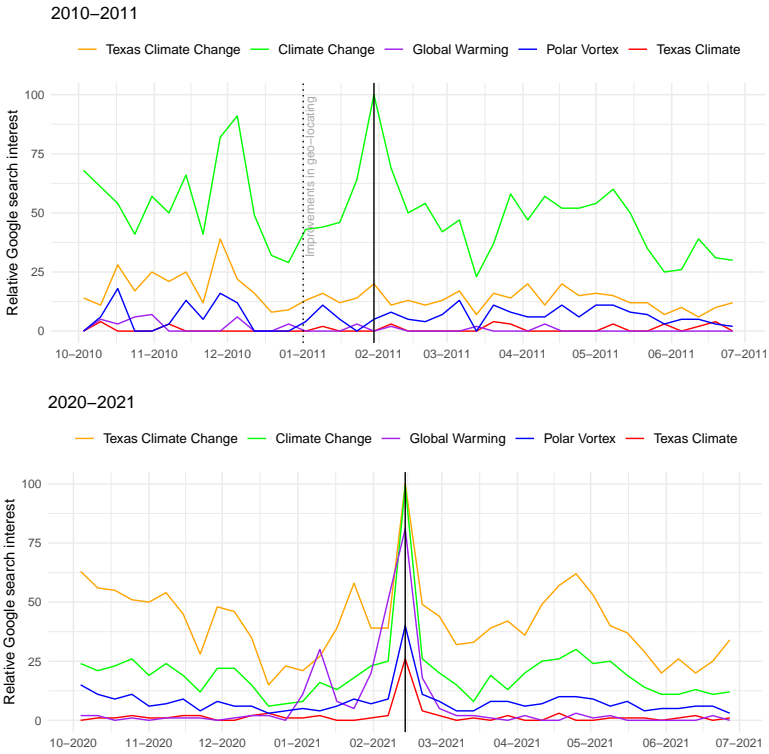 2010–2011
Texas Climate Change Climate Change Global Warming Polar Vortex Texas Climate
Relative Google search interest
100
75
50
25
0
Improvements in geo–locating
10–2010 11–2010 12–2010 01–2011 02–2011 03–2011 04–2011 05–2011 06–2011 07–2011
2020–2021
Texas Climate Change Climate Change Global Warming Polar Vortex Texas Climate
Relative Google search interest
100
75
50
25
0
10–2020 11–2020 12–2020 01–2021 02–2021 03–2021 04–2021 05–2021 06–2021 07–2021